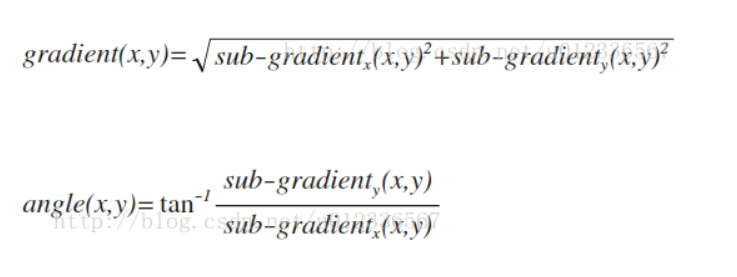 gradient(x,y)=√sub-gradientₓ(x,y)²+sub-gradientᵧ(x,y)²
angle(x,y)=tan⁻¹ sub-gradientᵧ(x,y)
sub-gradientₓ(x,y)